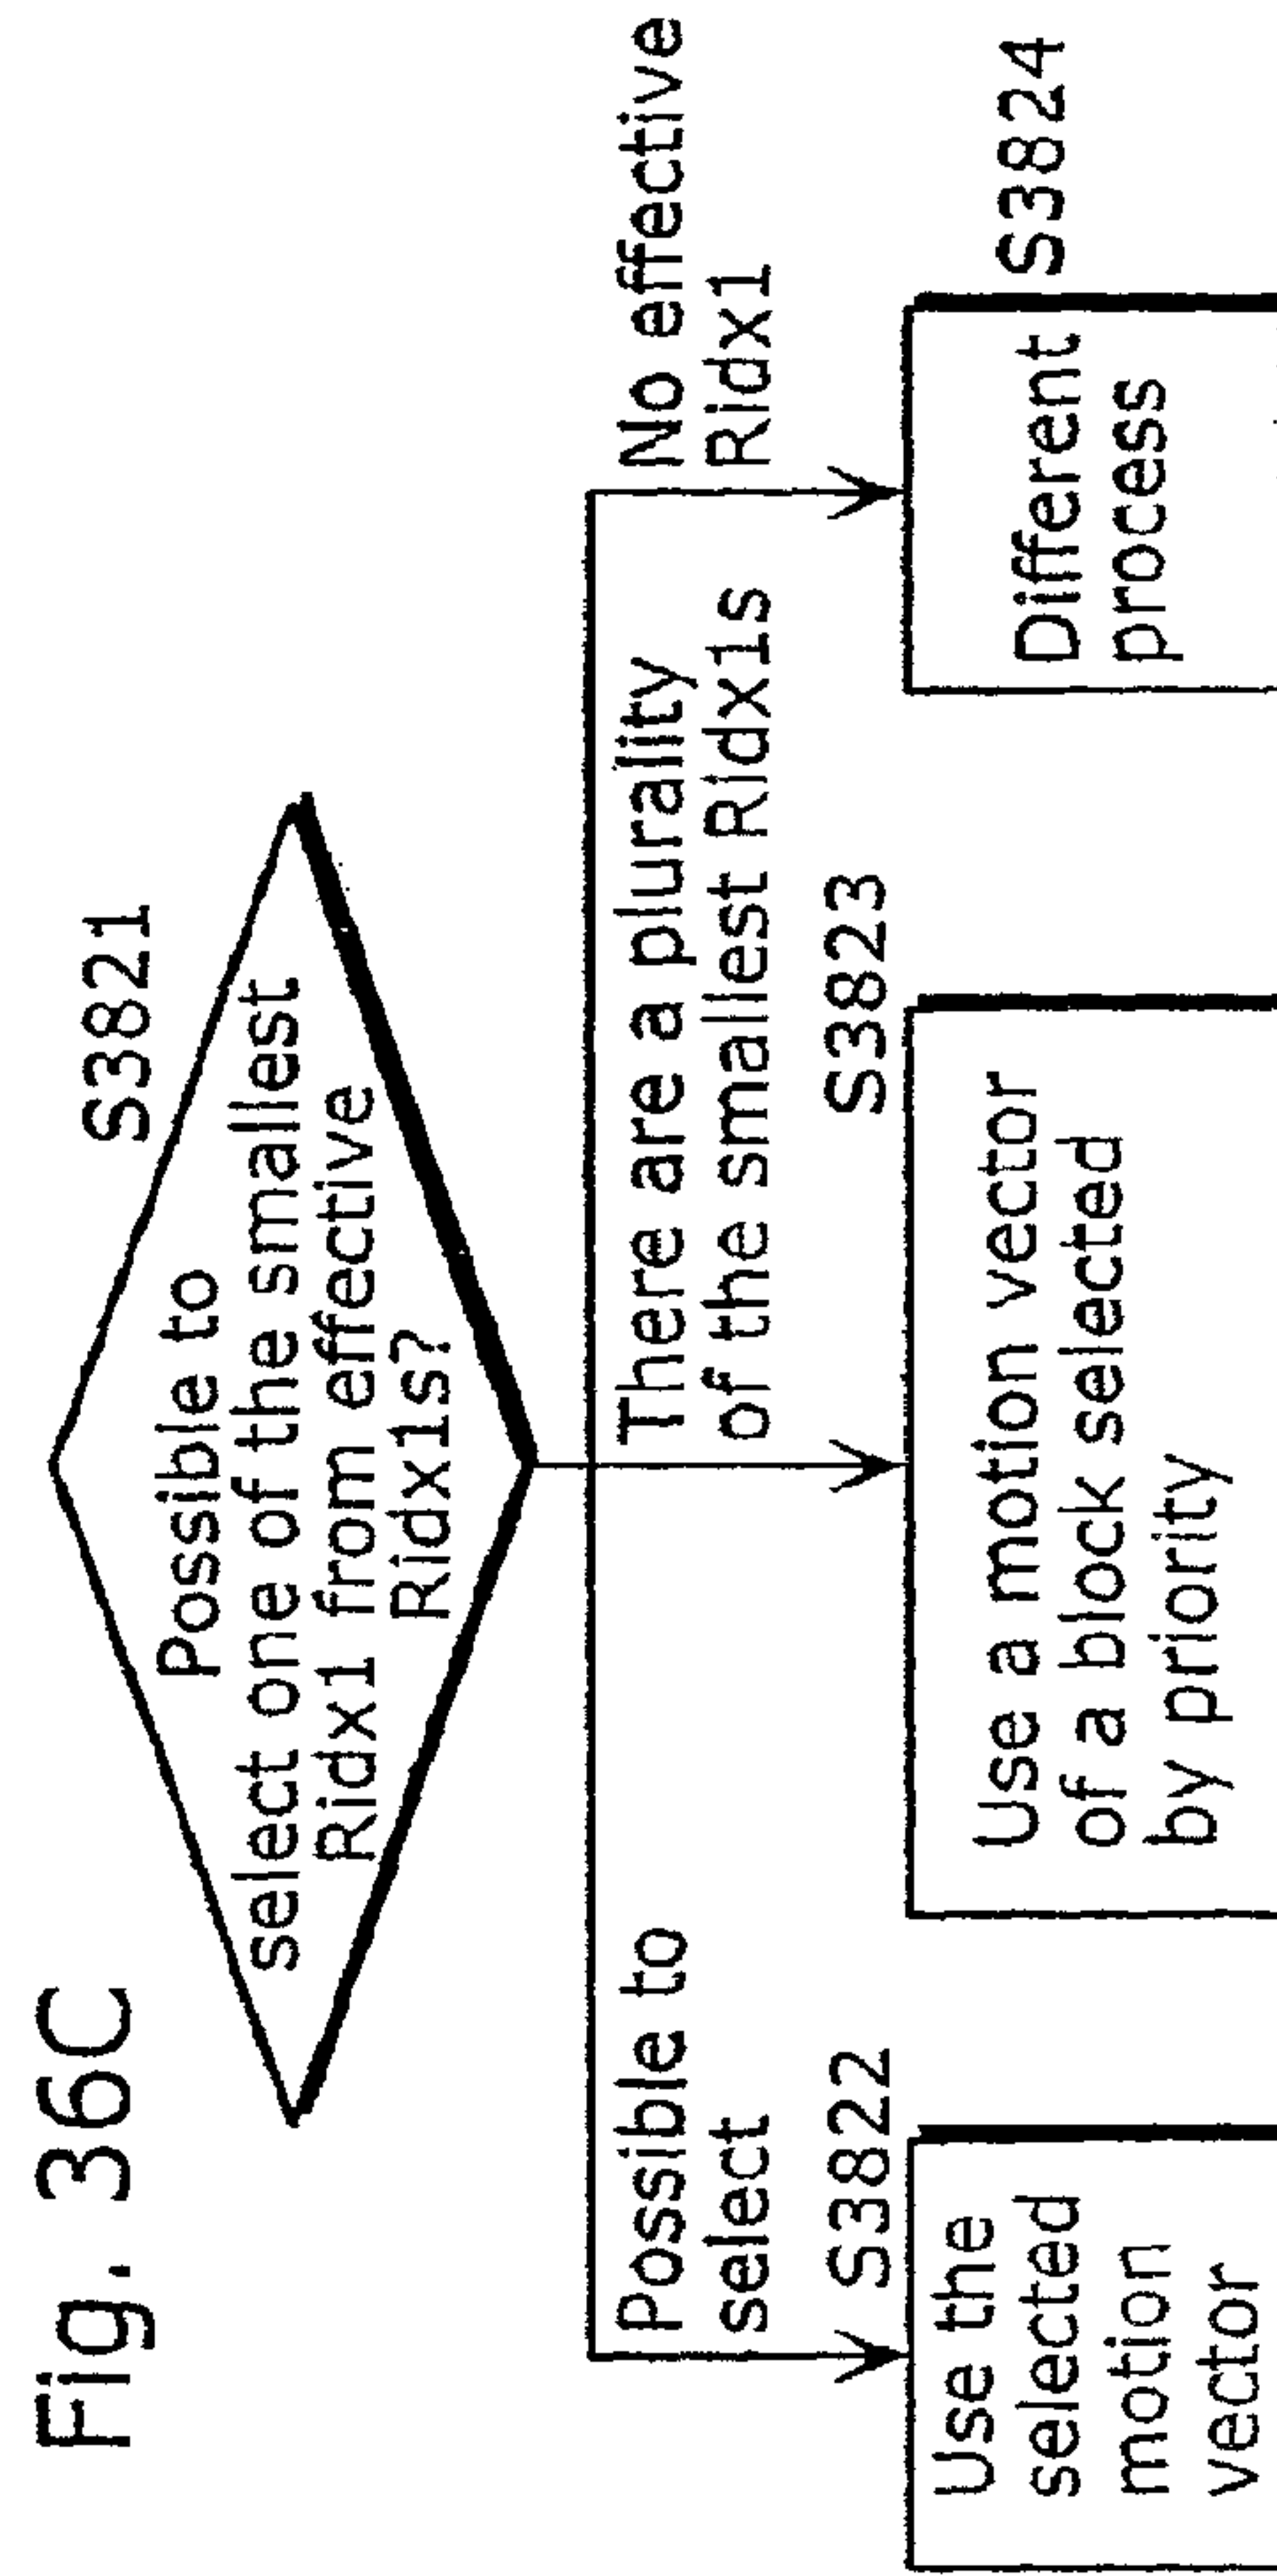 Fig. 36C
S3821
Possible to
select one of the smallest
Ridx1 from effective
Ridx1s?
Possible to
select
There are a plurality
of the smallest Ridx1s
No effective
Ridx1
S3822
Use the
selected
motion
vector
S3823
Use a motion vector
of a block selected
by priority
S3824
Different
process